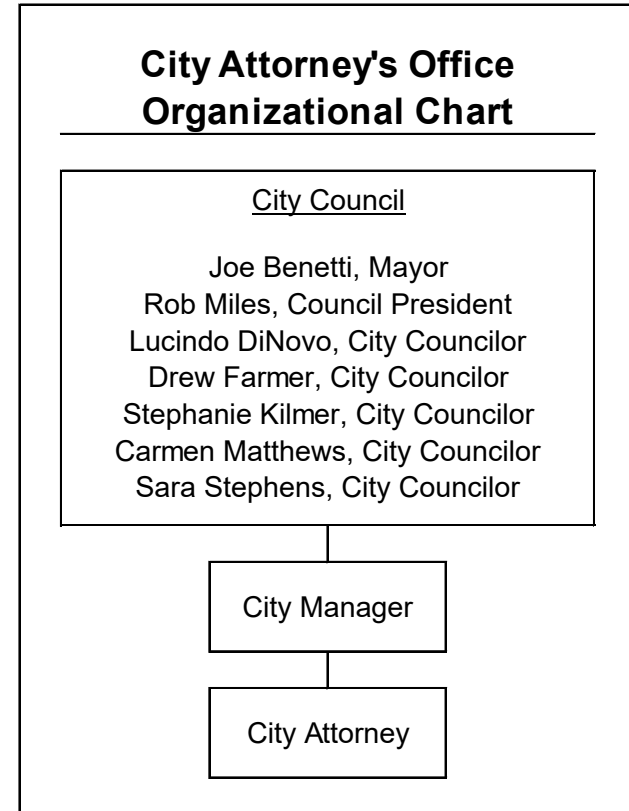 City Attorney's Office
Organizational Chart
City Council
Joe Benetti, Mayor
Rob Miles, Council President
Lucindo DiNovo, City Councilor
Drew Farmer, City Councilor
Stephanie Kilmer, City Councilor
Carmen Matthews, City Councilor
Sara Stephens, City Councilor
City Manager
City Attorney